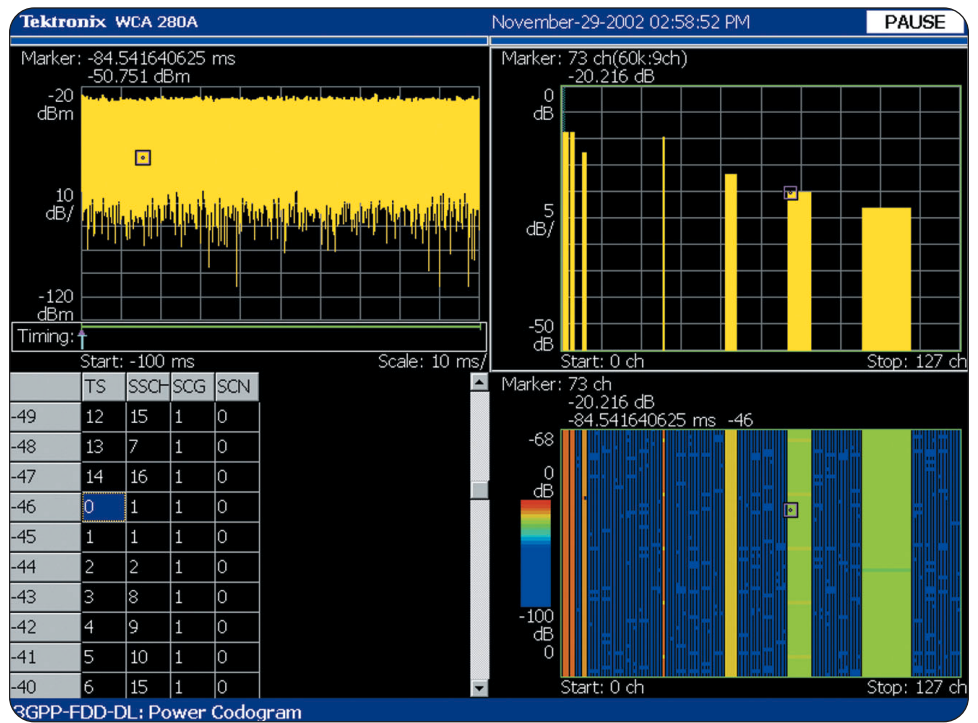 Tektronix WCA 280A November-29-2002 02:58:52 PM PAUSE
Marker: -84.541640625 ms
-50.751 dBm
-20
dBm
10
dB/
-120
dBm
Timing:
Start: -100 ms Scale: 10 ms/
Marker: 73 ch(60k:9ch)
-20.216 dB
0
dB
5
dB/
-50
dB
Start: 0 ch Stop: 127 ch
TS SSCH SCG SCN
-49 12 15 1 0
-48 13 7 1 0
-47 14 16 1 0
-46 0 1 1 0
-45 1 1 1 0
-44 2 2 1 0
-43 3 8 1 0
-42 4 9 1 0
-41 5 10 1 0
-40 6 15 1 0
Marker: 73 ch
-20.216 dB
-84.541640625 ms -46
-68
0
dB
-100
dB
0
Start: 0 ch Stop: 127 ch
3GPP-FDD-DL: Power Codogram